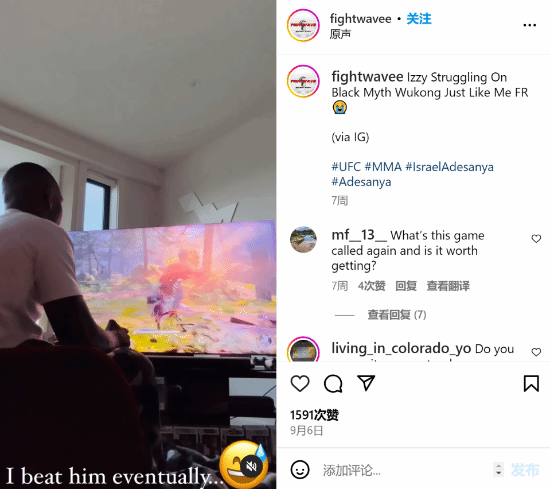 fightwavee • 关注
原声
fightwavee Izzy Struggling On
Black Myth Wukong Just Like Me FR
😭
(via IG)
#UFC #MMA #IsraelAdesanya
#Adesanya
7周
mf__13__ What's this game
called again and is it worth
getting?
7周 4次赞 回复 查看翻译
查看回复 (7)
living_in_colorado_yo Do you
1591次赞
9月6日
添加评论...
发布
I beat him eventually...